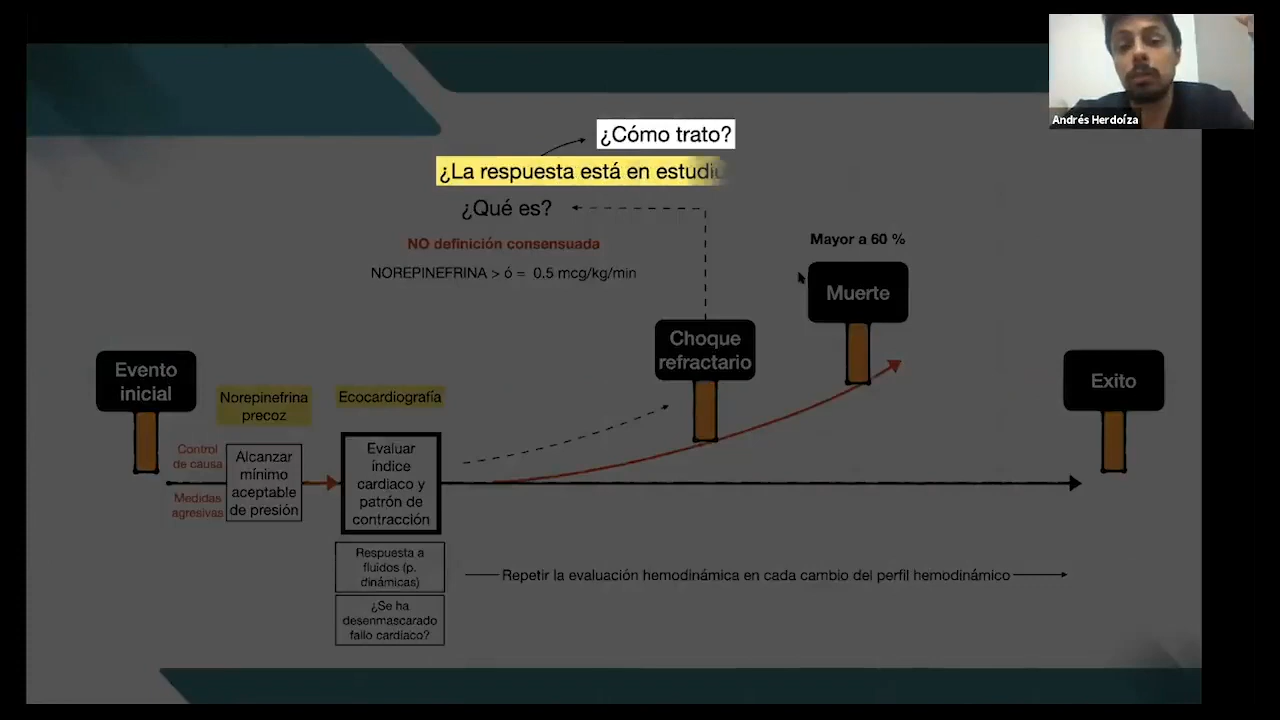 Andrés Herdoíza
¿Cómo trato?
¿La respuesta está en
¿Qué es?
NO definición consensuada
NOREPINEFRINA > ó = 0.5 mcg/kg/min
Mayor a 60 %
Muerte
Choque
refractario
Evento
inicial
Exito
Norepinefrina
precoz
Ecocardiografía
Control
de causa
Medidas
agresivas
Alcanzar
mínimo
aceptable
de presión
Evaluar
índice
cardiaco y
patrón de
contracción
Respuesta a
fluidos (p.
dinámicas)
¿Se ha
desenmascarado
fallo cardíaco?
Repetir la evaluación hemodinámica en cada cambio del perfil hemodinámico